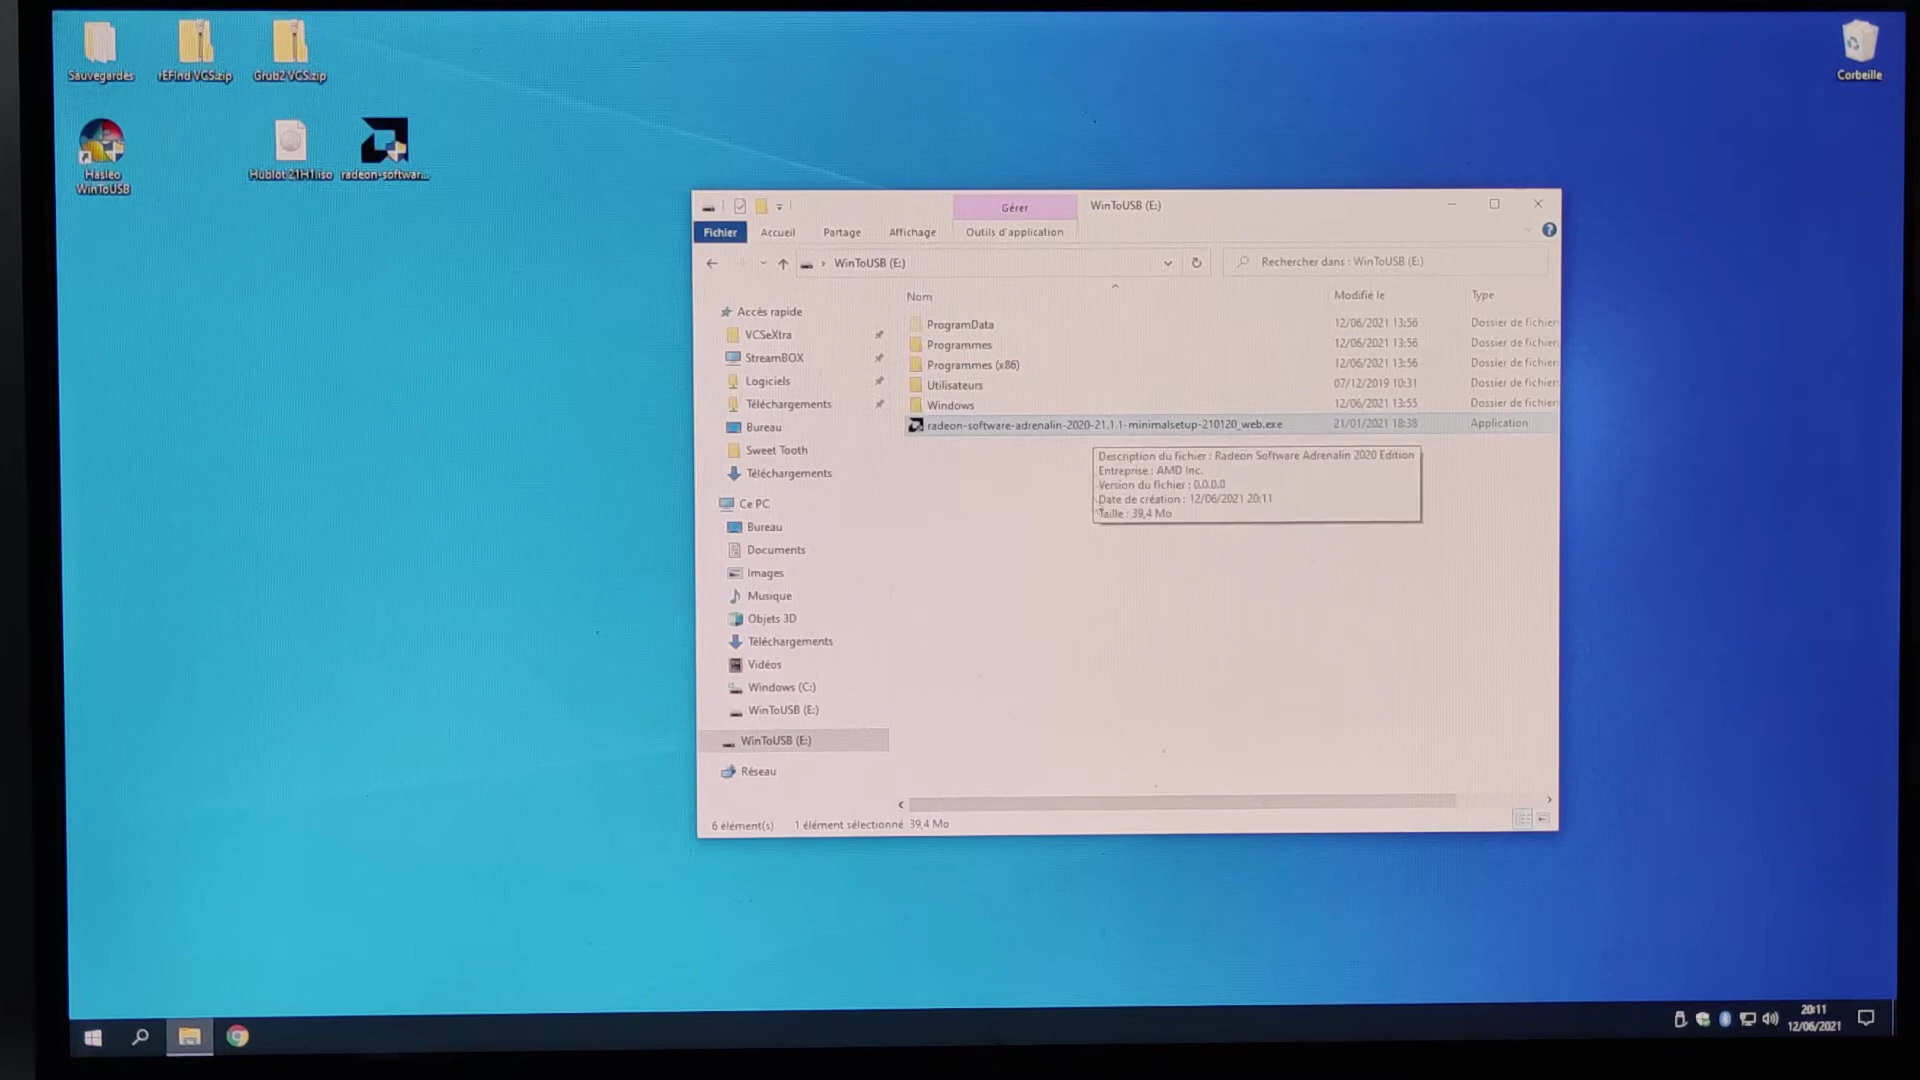 Sauvegardes
rEFInd VGS.zip
Grub2 VGS.zip
Corbeille
Hasleo
WinToUSB
Hublot 21H1.iso
radeon-softwar...
Gérer
WinToUSB (E:)
Fichier
Accueil
Partage
Affichage
Outils d'application
WinToUSB (E:)
Rechercher dans : WinToUSB (E:)
Nom
Modifié le
Type
Accès rapide
VCSeXtra
StreamBOX
Logiciels
Téléchargements
Bureau
Sweet Tooth
Téléchargements
Ce PC
Bureau
Documents
Images
Musique
Objets 3D
Téléchargements
Vidéos
Windows (C:)
WinToUSB (E:)
WinToUSB (E:)
Réseau
ProgramData 12/06/2021 13:56 Dossier de fichier
Programmes 12/06/2021 13:56 Dossier de fichier
Programmes (x86) 12/06/2021 13:56 Dossier de fichier
Utilisateurs 07/12/2019 10:31 Dossier de fichier
Windows 12/06/2021 13:55 Dossier de fichier
radeon-software-adrenalin-2020-21.1.1-minimalsetup-210120_web.exe 21/01/2021 18:38 Application
Description du fichier : Radeon Software Adrenalin 2020 Edition
Entreprise : AMD Inc.
Version du fichier : 0.0.0.0
Date de création : 12/06/2021 20:11
Taille : 39,4 Mo
6 élément(s) 1 élément sélectionné 39,4 Mo
20:11
12/06/2021